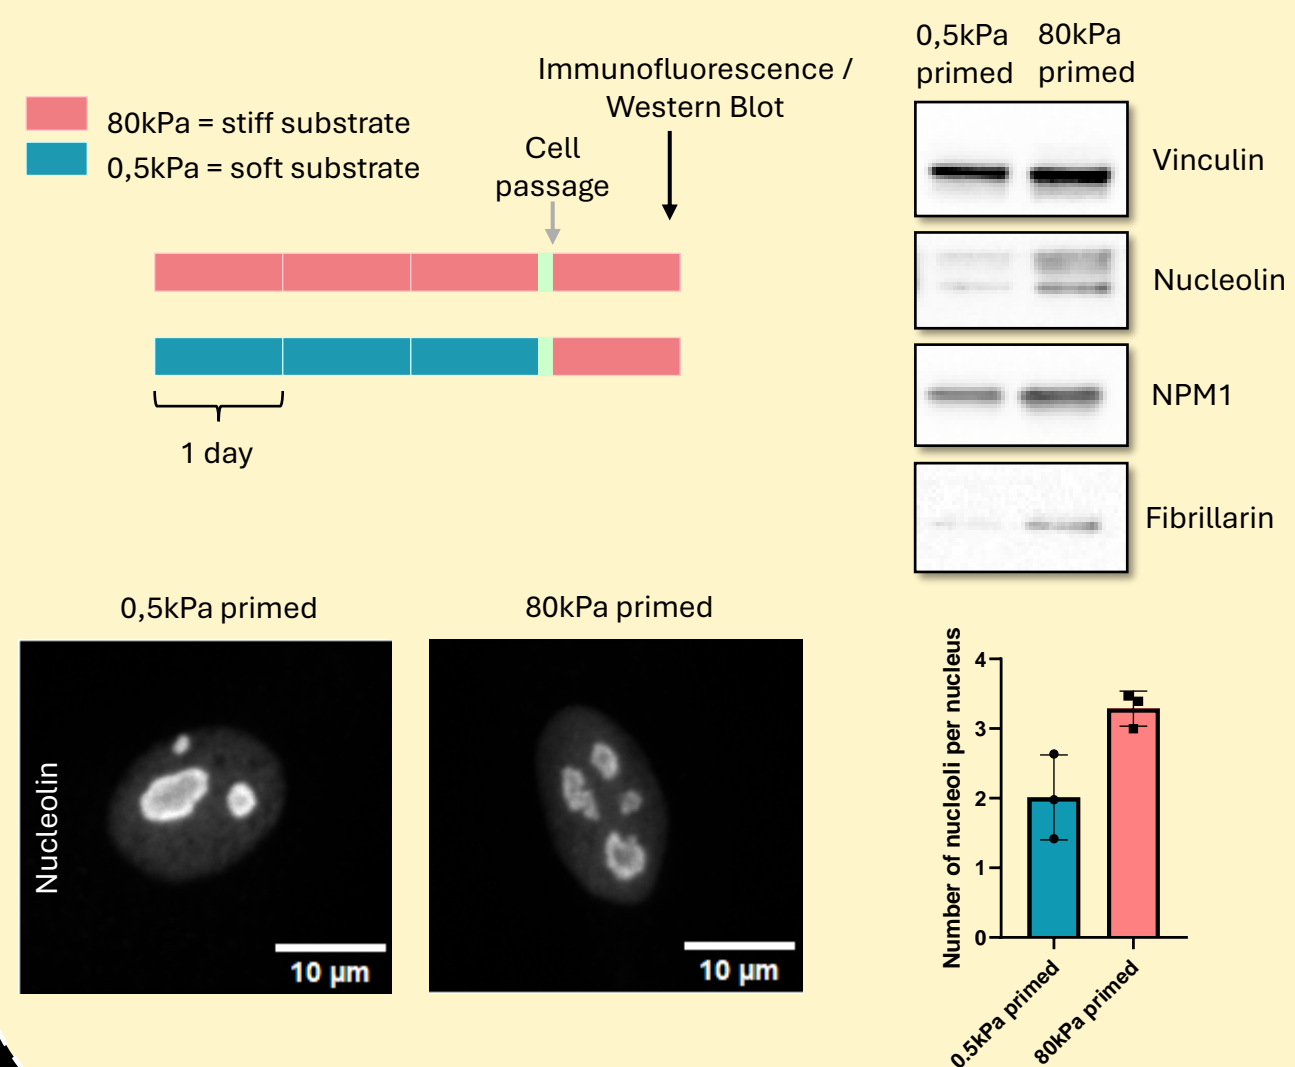 80kPa = stiff substrate
0,5kPa = soft substrate
Immunofluorescence /
Western Blot
Cell
passage
1 day
0,5kPa
primed
80kPa
primed
Vinculin
Nucleolin
NPM1
Fibrillarin
0,5kPa primed
80kPa primed
Nucleolin
10 µm
10 µm
Number of nucleoli per nucleus
4
3
2
1
0
0.5kPa primed
80kPa primed